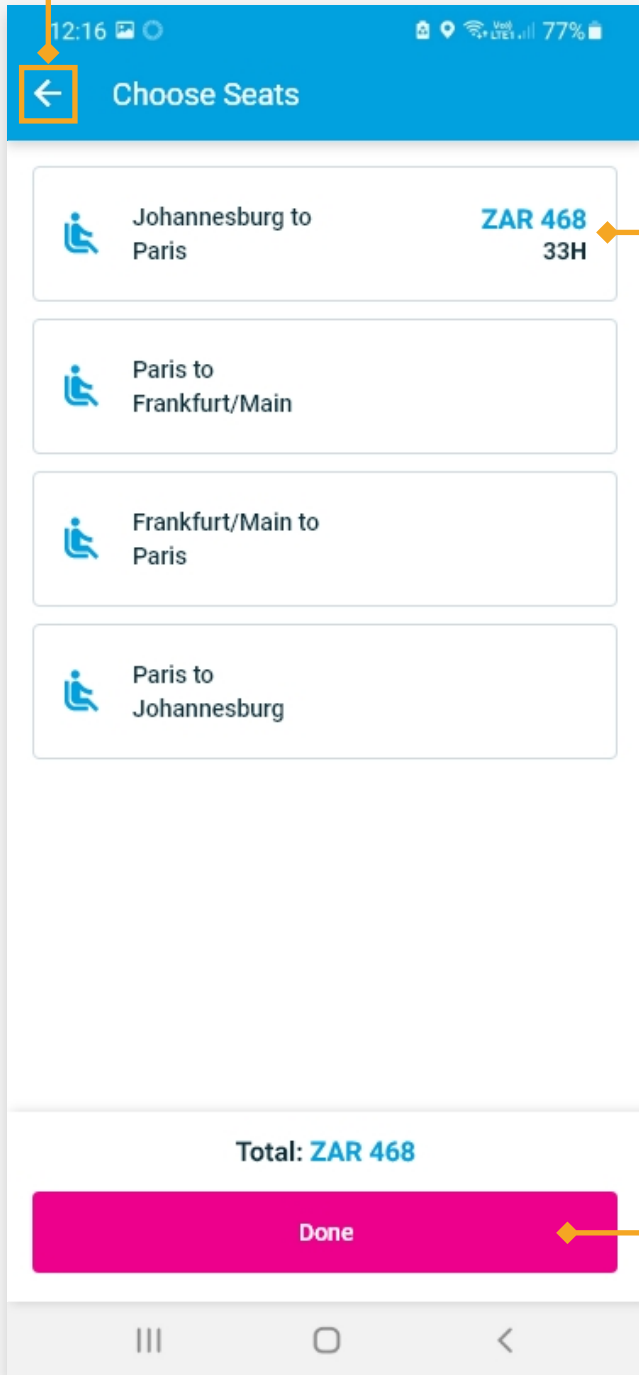 12:16 77%
Choose Seats
Johannesburg to
Paris
ZAR 468
33H
Paris to
Frankfurt/Main
Frankfurt/Main to
Paris
Paris to
Johannesburg
Total: ZAR 468
Done